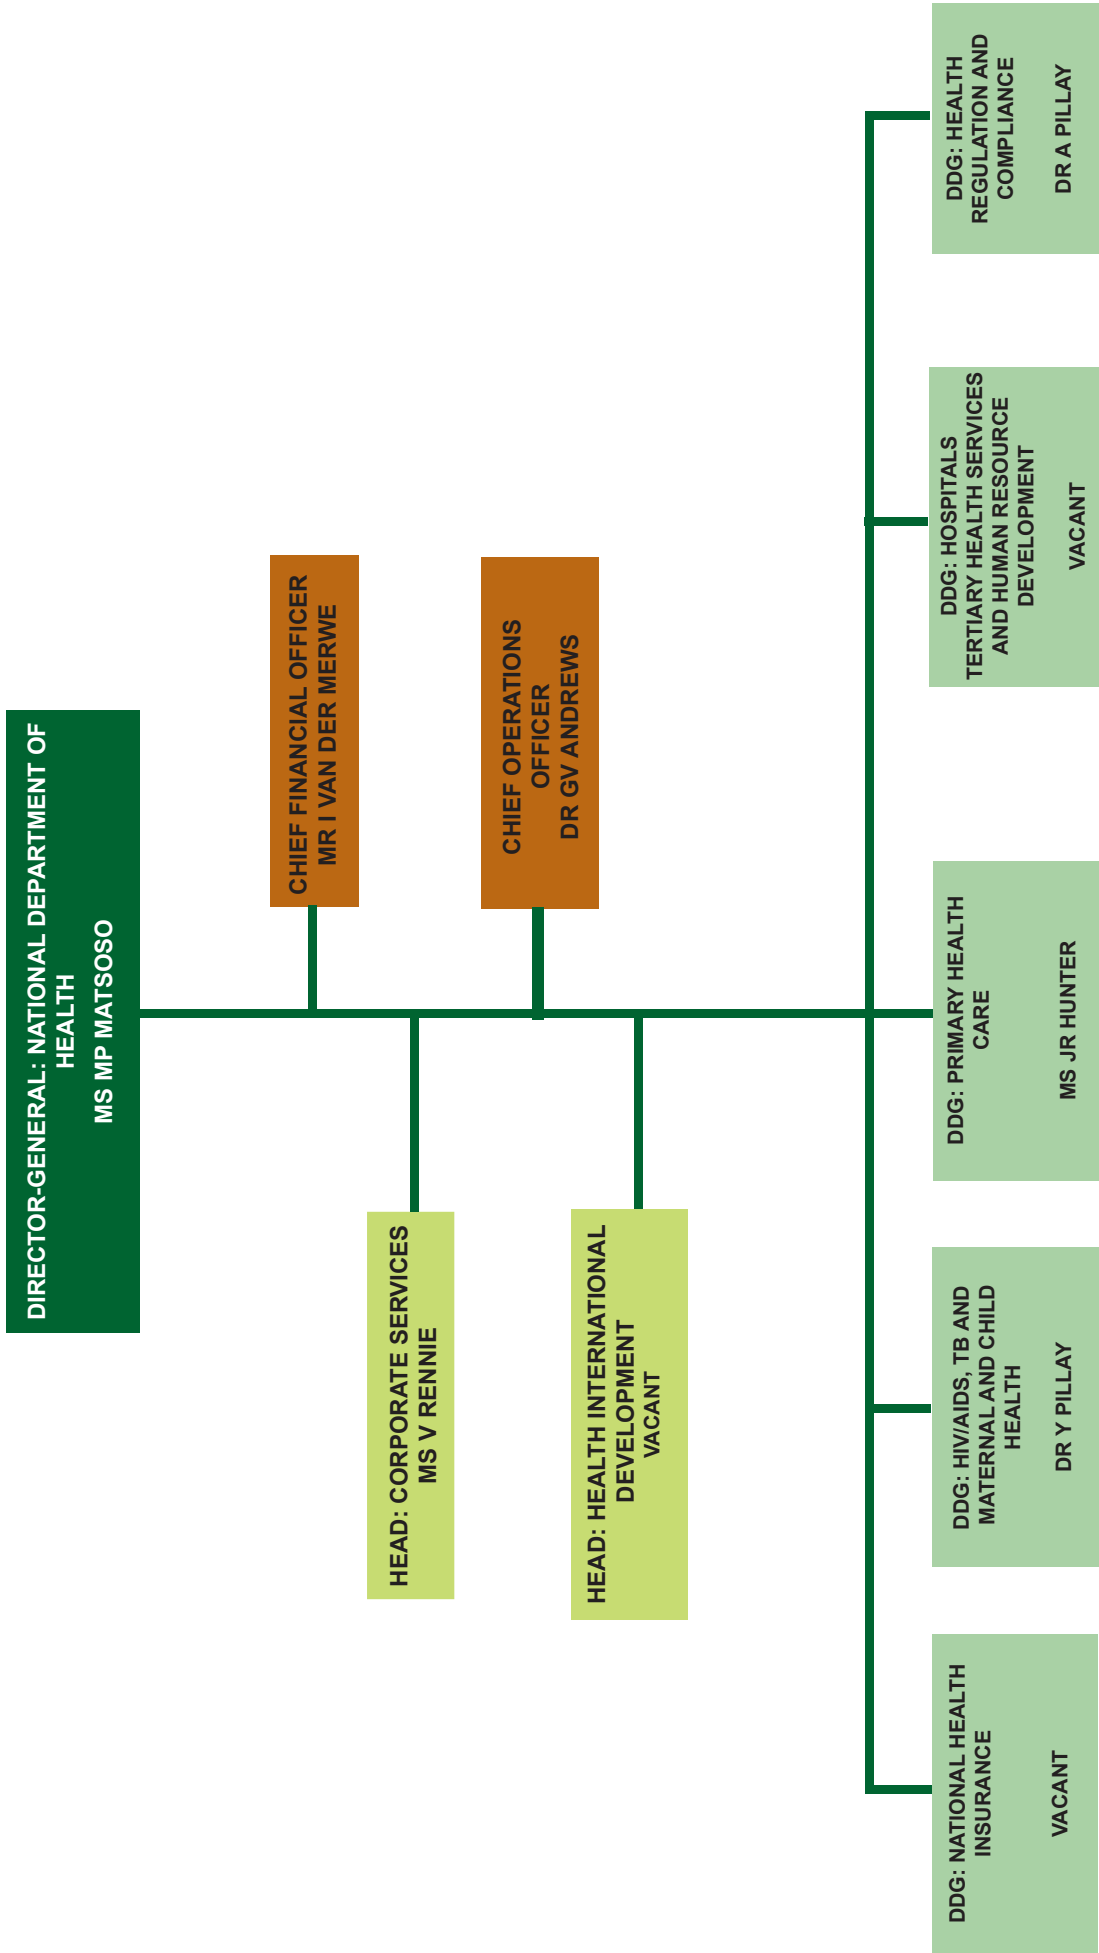 DIRECTOR-GENERAL: NATIONAL DEPARTMENT OF
HEALTH
MS MP MATSOSO
CHIEF FINANCIAL OFFICER
MR I VAN DER MERWE
HEAD: CORPORATE SERVICES
MS V RENNIE
CHIEF OPERATIONS
OFFICER
DR GV ANDREWS
HEAD: HEALTH INTERNATIONAL
DEVELOPMENT
VACANT
DDG: NATIONAL HEALTH
INSURANCE
VACANT
DDG: HIV/AIDS, TB AND
MATERNAL AND CHILD
HEALTH
DR Y PILLAY
DDG: PRIMARY HEALTH
CARE
MS JR HUNTER
DDG: HOSPITALS
TERTIARY HEALTH SERVICES
AND HUMAN RESOURCE
DEVELOPMENT
VACANT
DDG: HEALTH
REGULATION AND
COMPLIANCE
DR A PILLAY